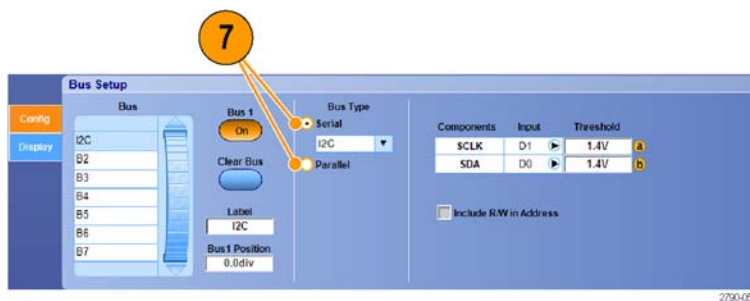 7
Bus Setup
Config
Display
Bus
I2C
B2
B3
B4
B5
B6
B7
Bus 1
On
Clear Bus
Label
I2C
Bus1 Position
0.0div
Bus Type
Serial
I2C
Parallel
Components Input Threshold
SCLK D1 1.4V a
SDA D0 1.4V b
Include R/W in Address